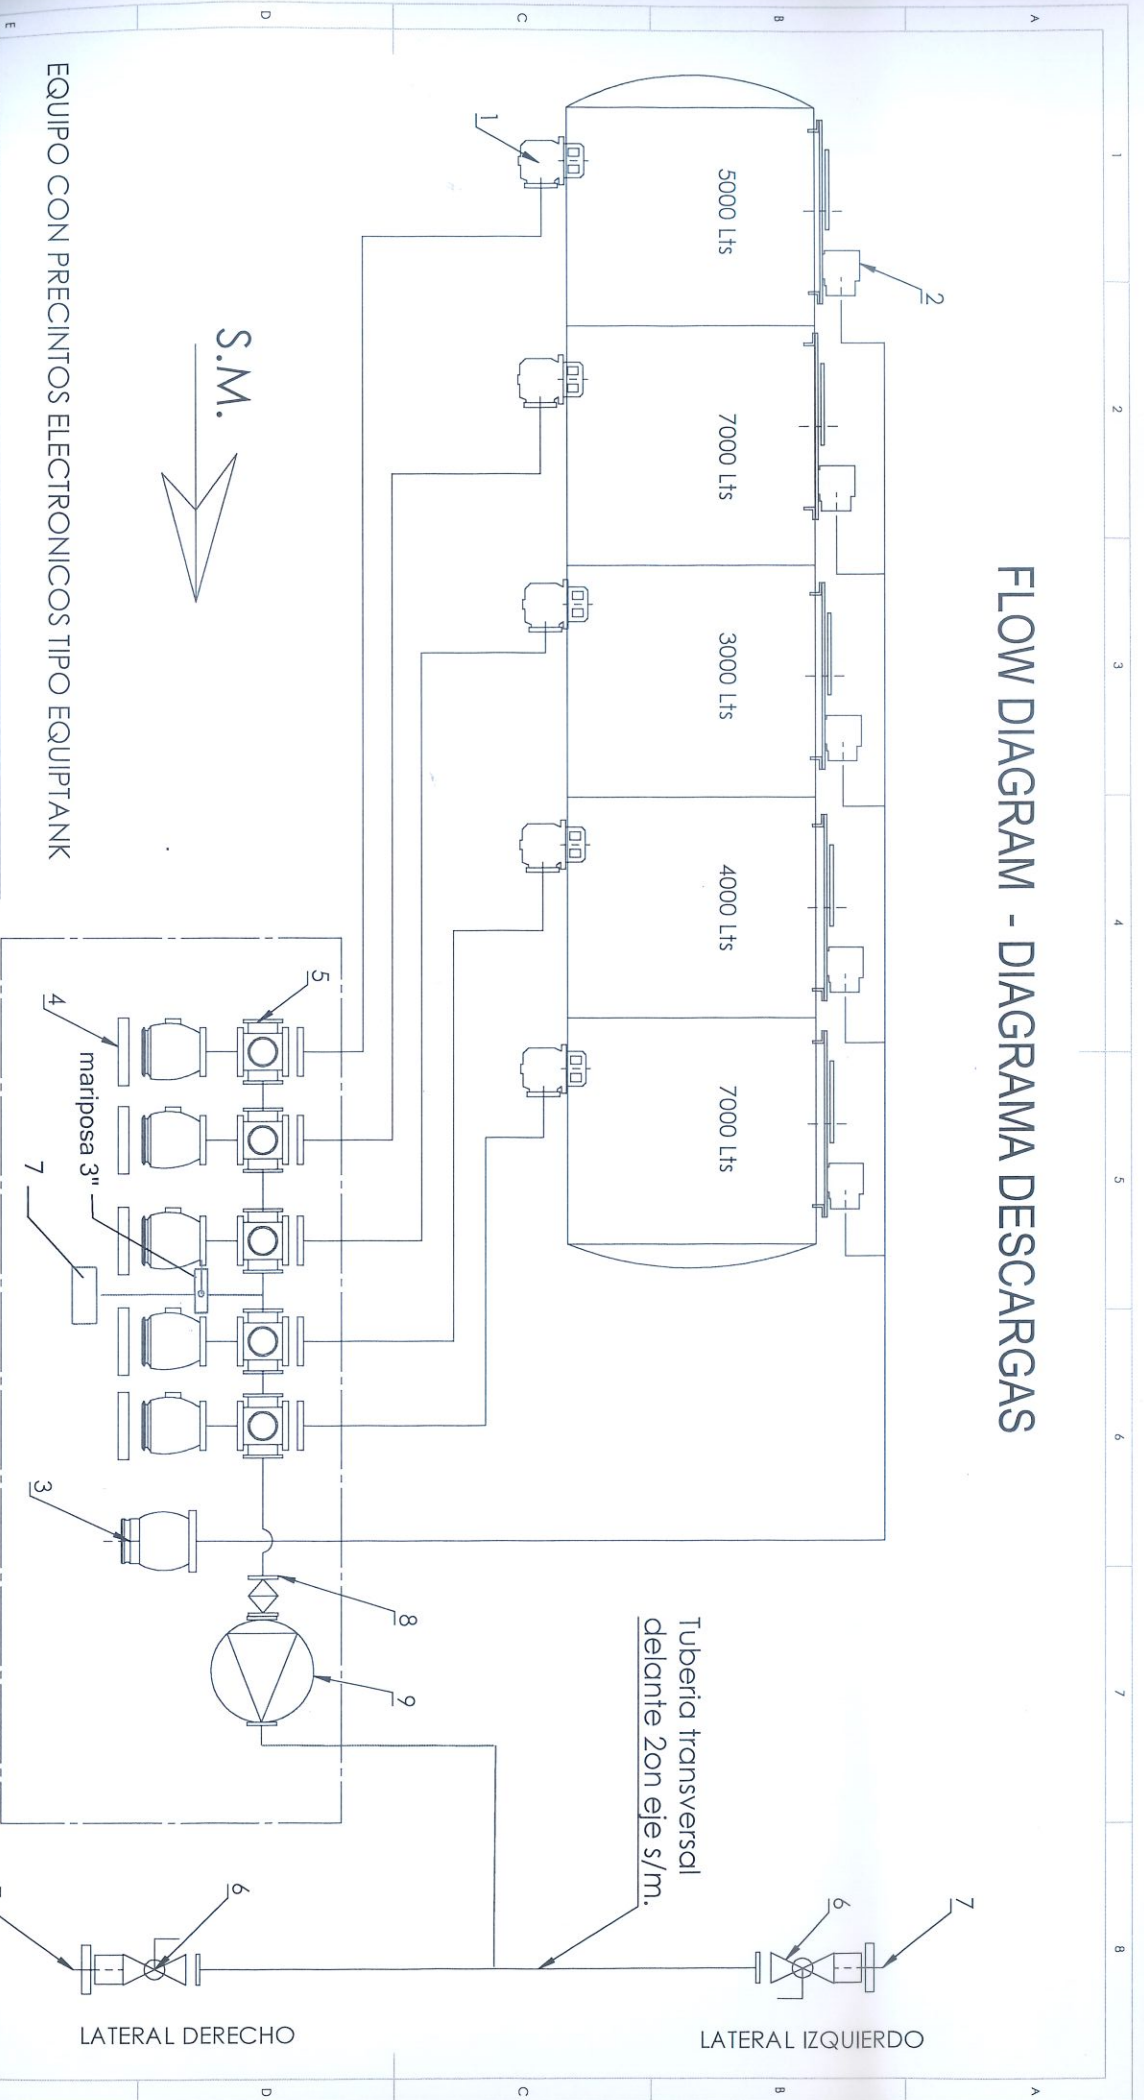 FLOW DIAGRAM - DIAGRAMA DESCARGAS
1
2
3
4
5
6
7
8
A
B
C
D
E
A
B
C
D
2
5000 Lts
7000 Lts
3000 Lts
4000 Lts
7000 Lts
1
S.M.
EQUIPO CON PRECINTOS ELECTRONICOS TIPO EQUIPTANK
Tuberia transversal
delante 2on eje s/m.
5
4
mariposa 3"
7
3
8
9
7
6
LATERAL IZQUIERDO
6
LATERAL DERECHO